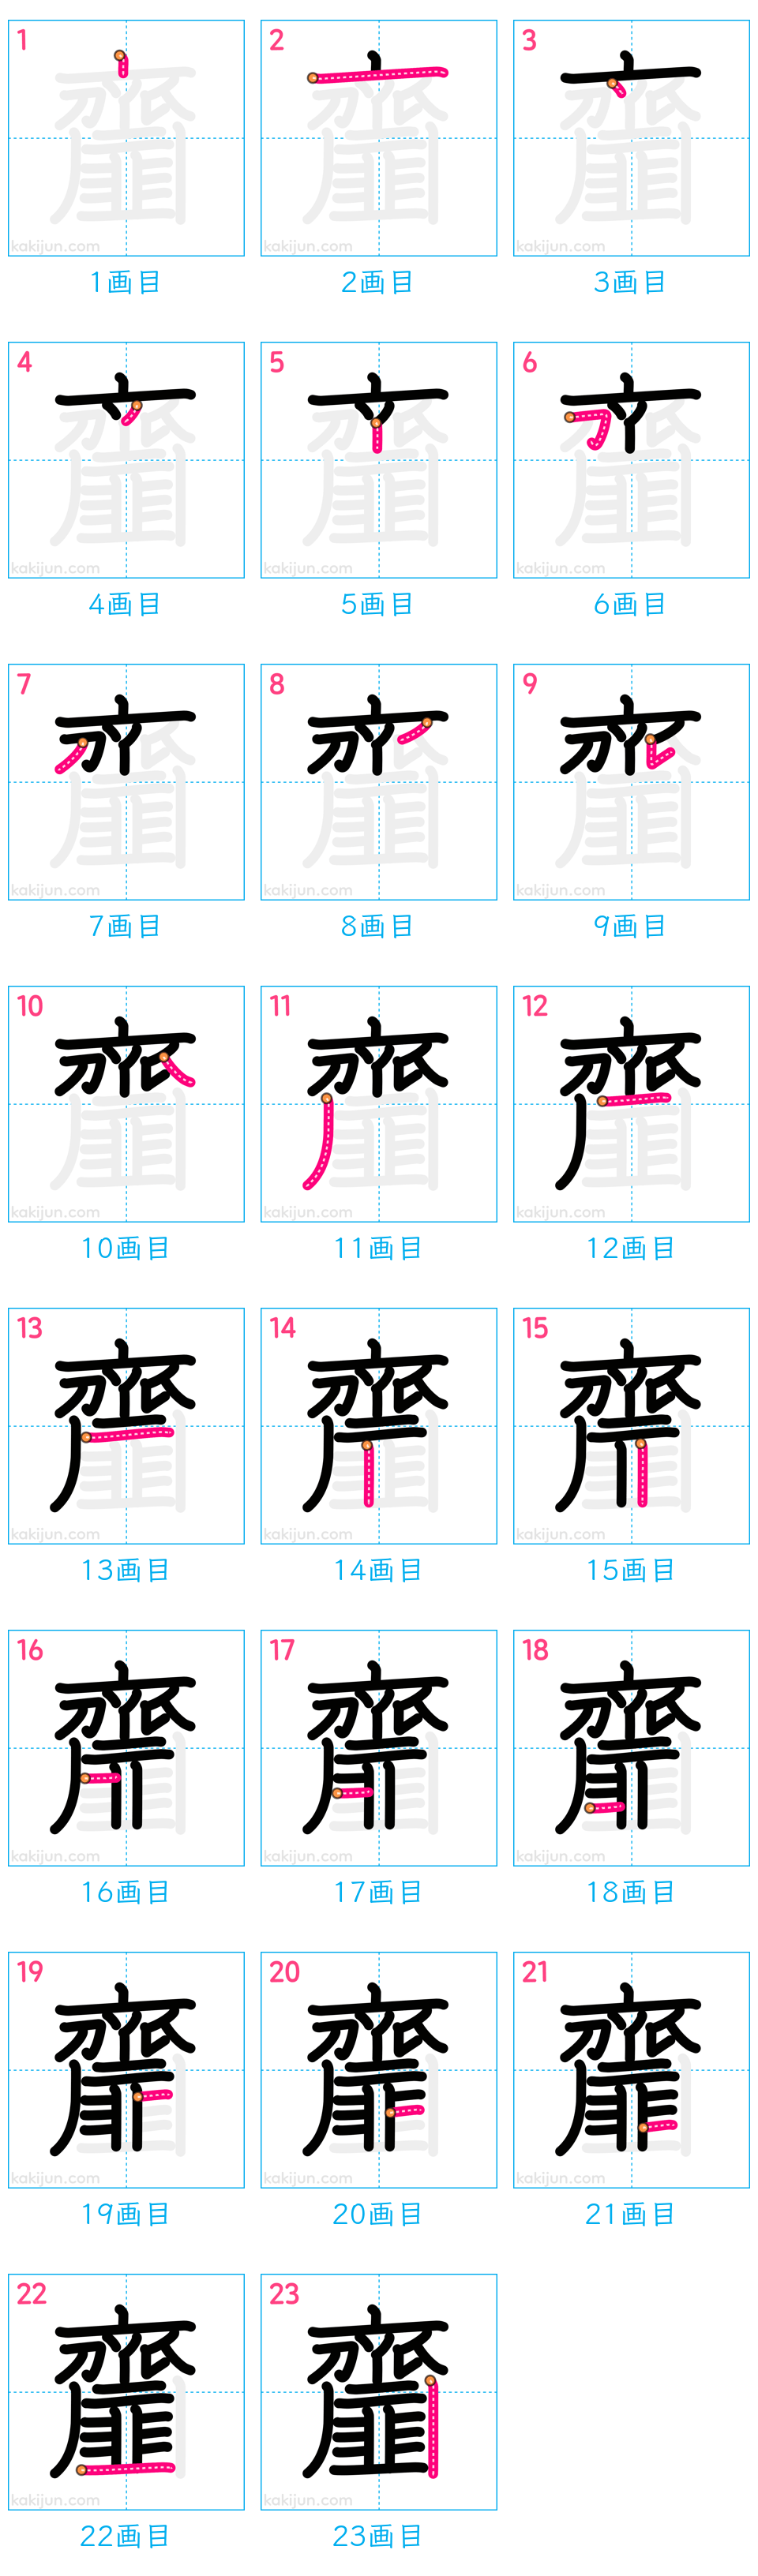 1 2 3
kakijun.com kakijun.com kakijun.com
1画目 2画目 3画目
4 5 6
kakijun.com kakijun.com kakijun.com
4画目 5画目 6画目
7 8 9
kakijun.com kakijun.com kakijun.com
7画目 8画目 9画目
10 11 12
kakijun.com kakijun.com kakijun.com
10画目 11画目 12画目
13 14 15
kakijun.com kakijun.com kakijun.com
13画目 14画目 15画目
16 17 18
kakijun.com kakijun.com kakijun.com
16画目 17画目 18画目
19 20 21
kakijun.com kakijun.com kakijun.com
19画目 20画目 21画目
22 23
kakijun.com kakijun.com
22画目 23画目